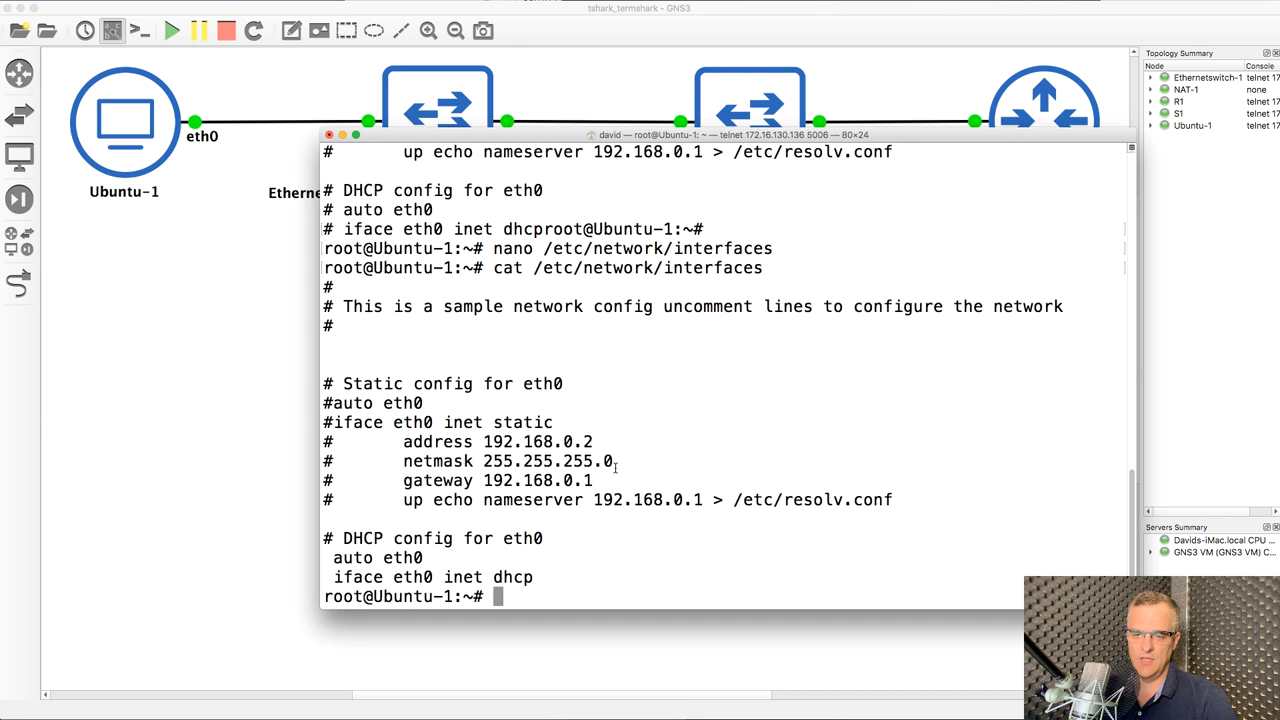 tshark_termshark - GNS3
Topology Summary
Node
Console
Ethernetswitch-1 telnet 17
NAT-1 none
R1 telnet 17
S1 telnet 17
Ubuntu-1 telnet 17
eth0
Ubuntu-1
Etherne
david — root@Ubuntu-1: ~ — telnet 172.16.130.136 5006 — 80×24
#       up echo nameserver 192.168.0.1 > /etc/resolv.conf
# DHCP config for eth0
# auto eth0
# iface eth0 inet dhcproot@Ubuntu-1:~#
root@Ubuntu-1:~# nano /etc/network/interfaces
root@Ubuntu-1:~# cat /etc/network/interfaces
#
# This is a sample network config uncomment lines to configure the network
#
# Static config for eth0
#auto eth0
#iface eth0 inet static
#       address 192.168.0.2
#       netmask 255.255.255.0
#       gateway 192.168.0.1
#       up echo nameserver 192.168.0.1 > /etc/resolv.conf
# DHCP config for eth0
auto eth0
iface eth0 inet dhcp
root@Ubuntu-1:~#
Servers Summary
Davids-iMac.local CPU ...
GNS3 VM (GNS3 VM) C...